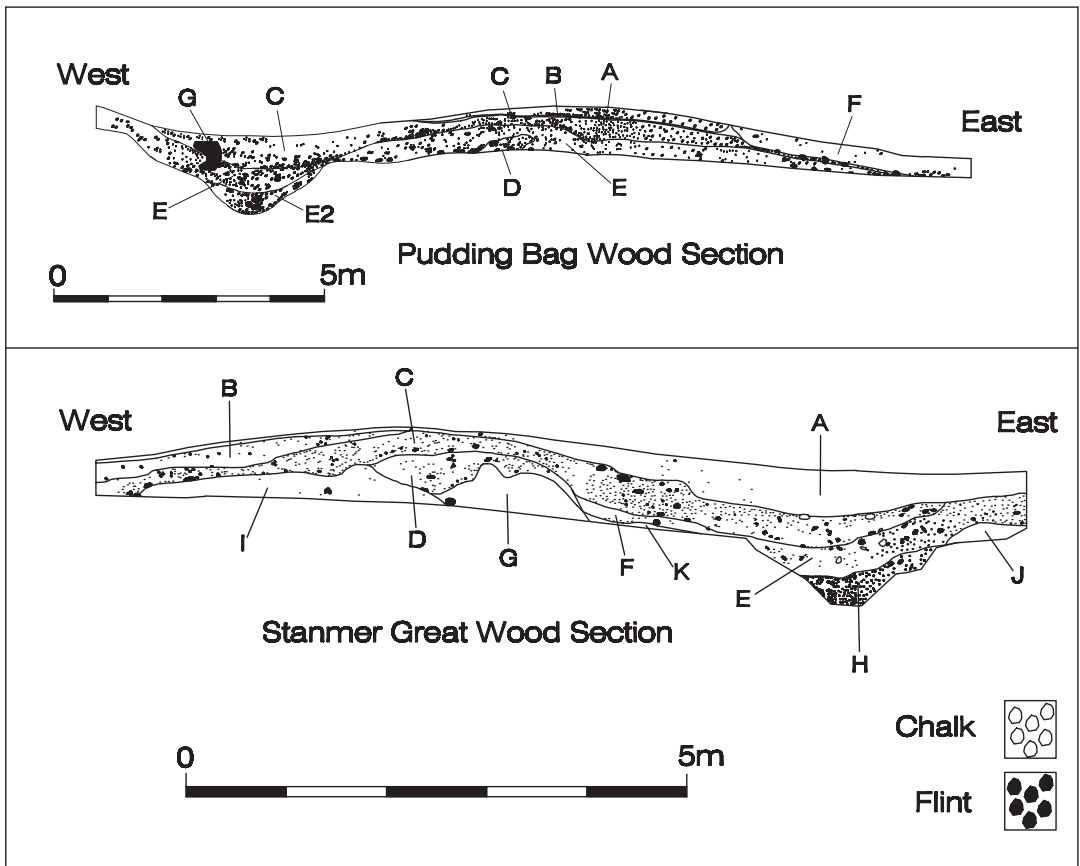 West
G C C B A F
East
E D E
E2
Pudding Bag Wood Section
0 5m
West
B C A
East
I D G F K E J
Stanmer Great Wood Section
H
Chalk
0 5m
Flint